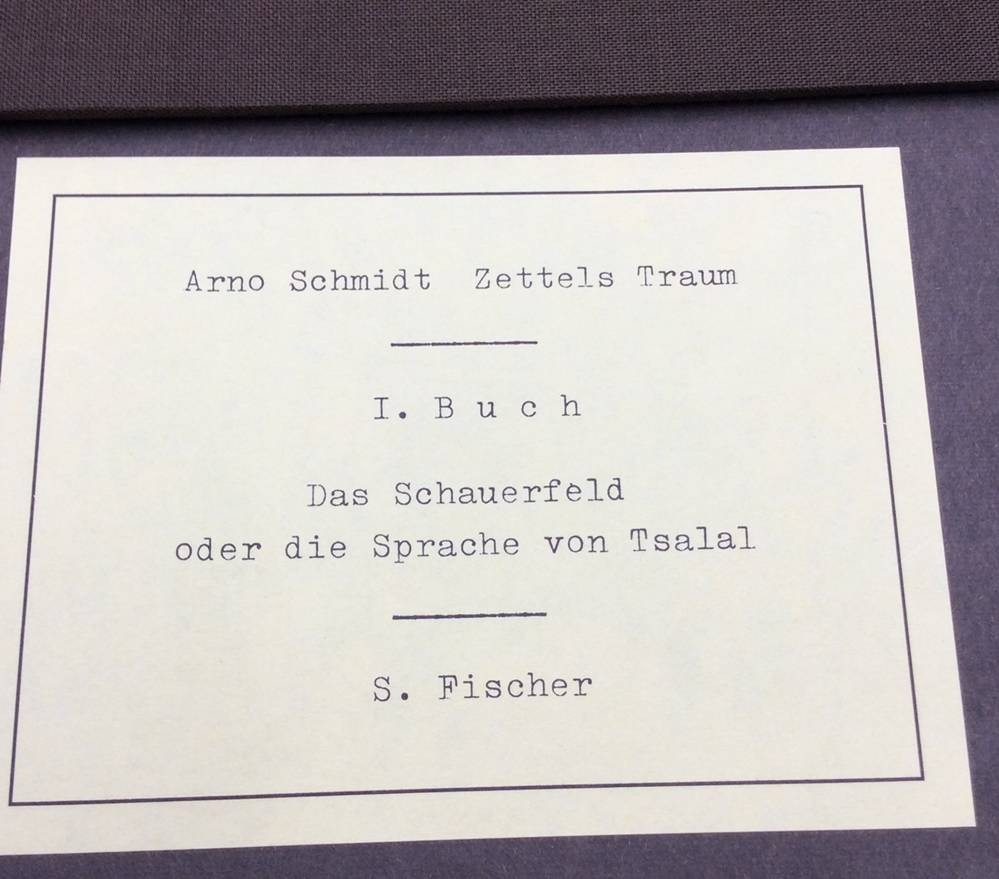 Arno Schmidt Zettels Traum
I. B u c h
Das Schauerfeld
oder die Sprache von Tsalal
S. Fischer